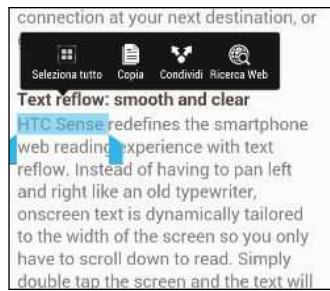 connection at your next destination, or
Seleziona tutto Copia Condividi Ricerca Web
Text reflow: smooth and clear
HTC Sense redefines the smartphone
web reading experience with text
reflow. Instead of having to pan left
and right like an old typewriter,
onscreen text is dynamically tailored
to the width of the screen so you only
have to scroll down to read. Simply
double tap the screen and the text will